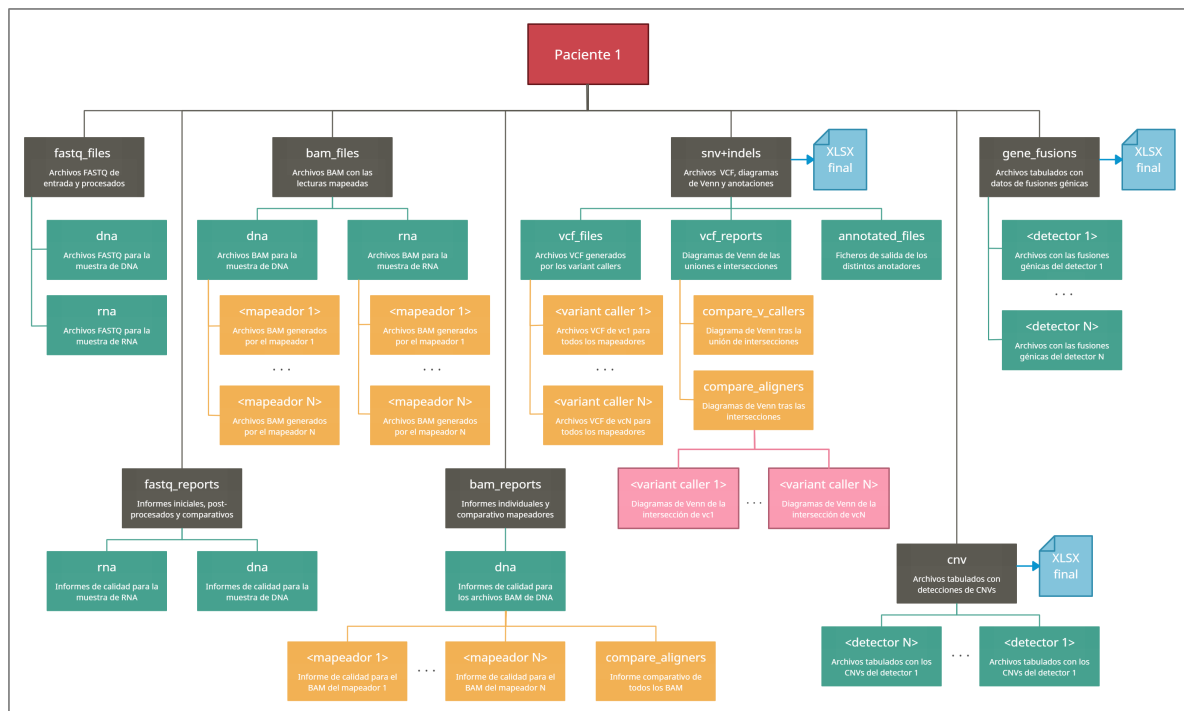 Paciente 1
fastq_files
Archivos FASTQ de
entrada y procesados
bam_files
Archivos BAM con las
lecturas mapeadas
snv+indels
Archivos VCF, diagramas
de Venn y anotaciones
XLSX
final
gene_fusions
Archivos tabulados con
datos de fusiones génicas
XLSX
final
dna
Archivos FASTQ para la
muestra de DNA
rna
Archivos FASTQ para la
muestra de RNA
dna
Archivos BAM para la
muestra de DNA
rna
Archivos BAM para la
muestra de RNA
<mapeador 1>
Archivos BAM generados
por el mapeador 1
...
<mapeador N>
Archivos BAM generados
por el mapeador N
<mapeador 1>
Archivos BAM generados
por el mapeador 1
...
<mapeador N>
Archivos BAM generados
por el mapeador N
vcf_files
Archivos VCF generados
por los variant callers
vcf_reports
Diagramas de Venn de las
uniones e intersecciones
annotated_files
Ficheros de salida de los
distintos anotadores
<variant caller 1>
Archivos VCF de vc1 para
todos los mapeadores
...
<variant caller N>
Archivos VCF de vcN para
todos los mapeadores
compare_v_callers
Diagrama de Venn tras la
unión de intersecciones
compare_aligners
Diagramas de Venn tras las
intersecciones
<variant caller 1>
Diagramas de Venn de la
intersección de vc1
...
<variant caller N>
Diagramas de Venn de la
intersección de vcN
<detector 1>
Archivos con las fusiones
génicas del detector 1
...
<detector N>
Archivos con las fusiones
génicas del detector N
fastq_reports
Informes iniciales, post-
procesados y comparativos
rna
Informes de calidad para la
muestra de RNA
dna
Informes de calidad para la
muestra de DNA
bam_reports
Informes individuales y
comparativo mapeadores
dna
Informes de calidad para
los archivos BAM de DNA
<mapeador 1>
Informe de calidad para el
BAM del mapeador 1
...
<mapeador N>
Informe de calidad para el
BAM del mapeador N
compare_aligners
Informe comparativo de
todos los BAM
cnv
Archivos tabulados con
detecciones de CNVs
XLSX
final
<detector N>
Archivos tabulados con los
CNVs del detector 1
...
<detector 1>
Archivos tabulados con los
CNVs del detector 1